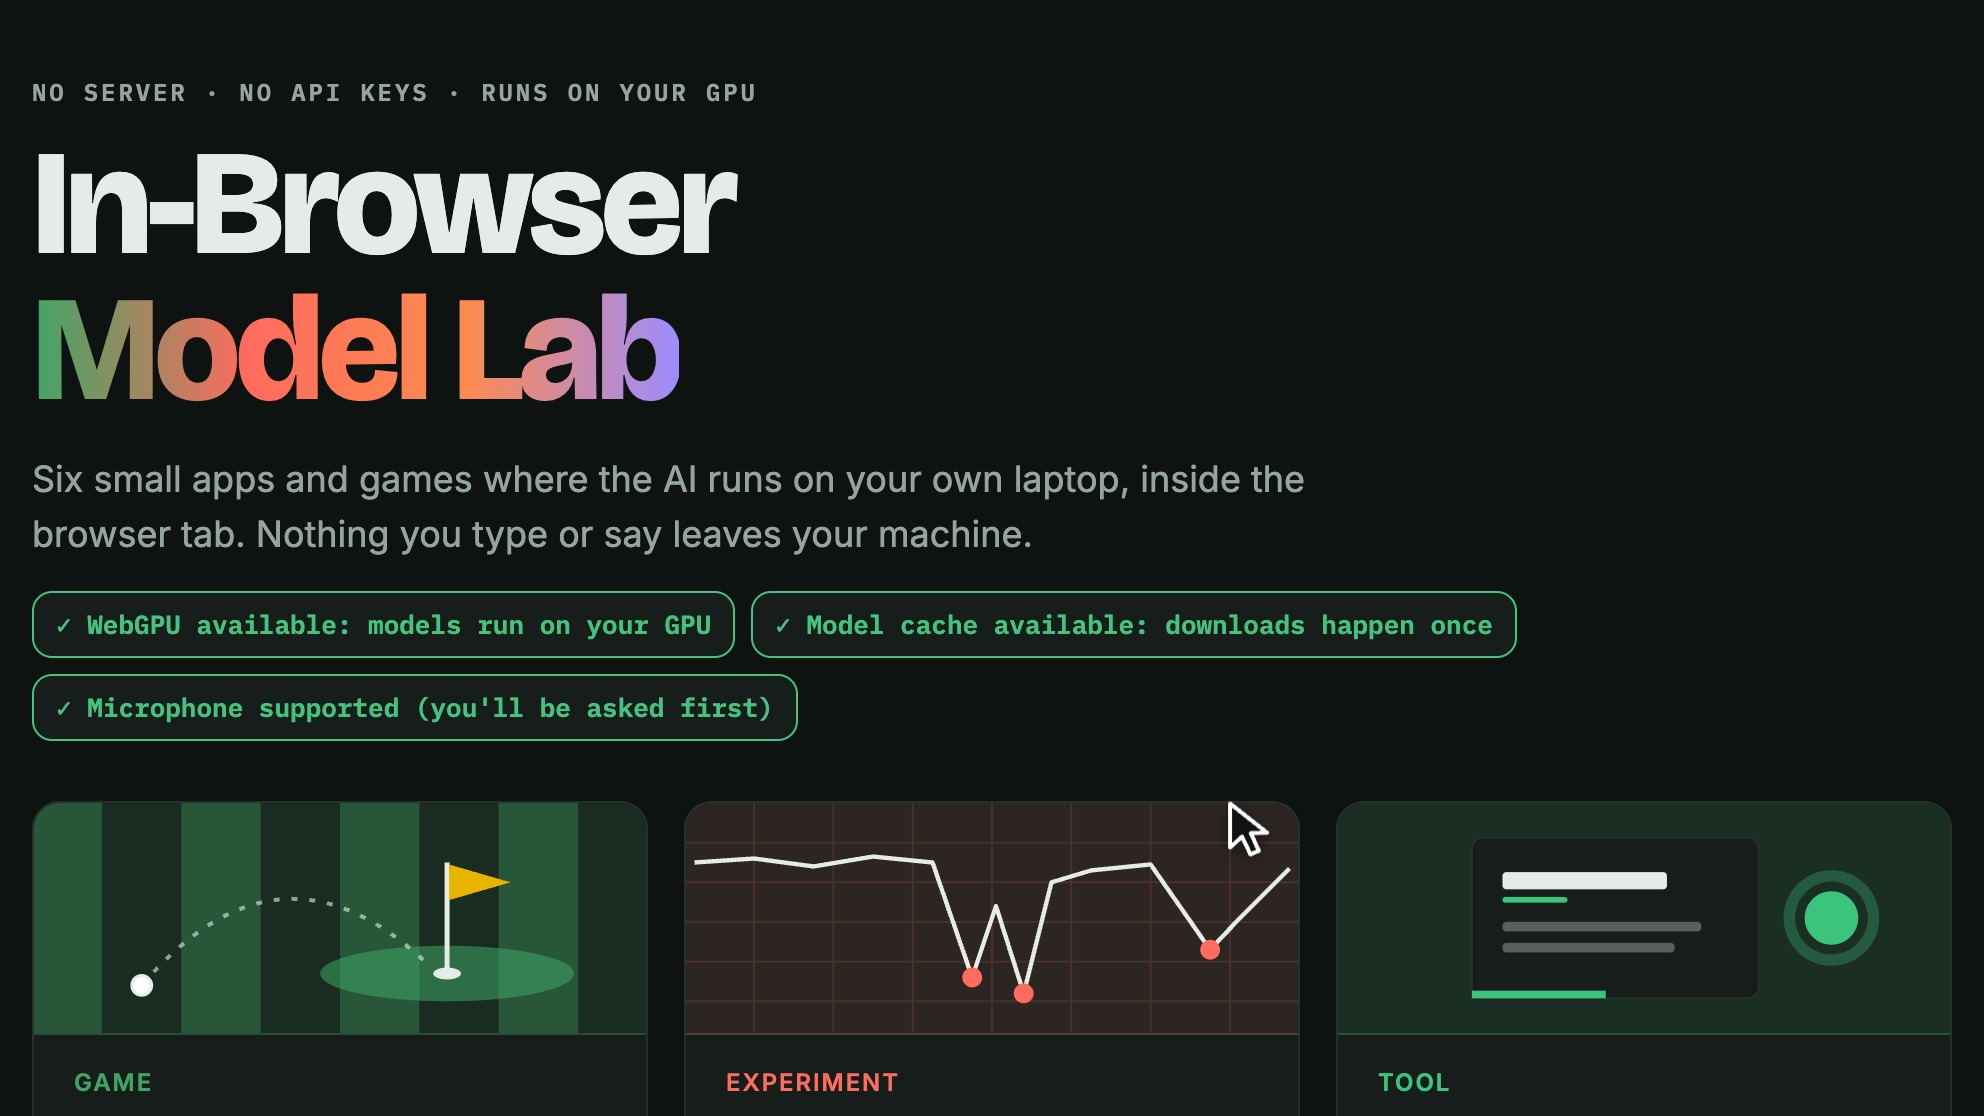 NO SERVER · NO API KEYS · RUNS ON YOUR GPU
In-Browser
Model Lab
Six small apps and games where the AI runs on your own laptop, inside the
browser tab. Nothing you type or say leaves your machine.
✓ WebGPU available: models run on your GPU
✓ Model cache available: downloads happen once
✓ Microphone supported (you'll be asked first)
GAME
EXPERIMENT
TOOL